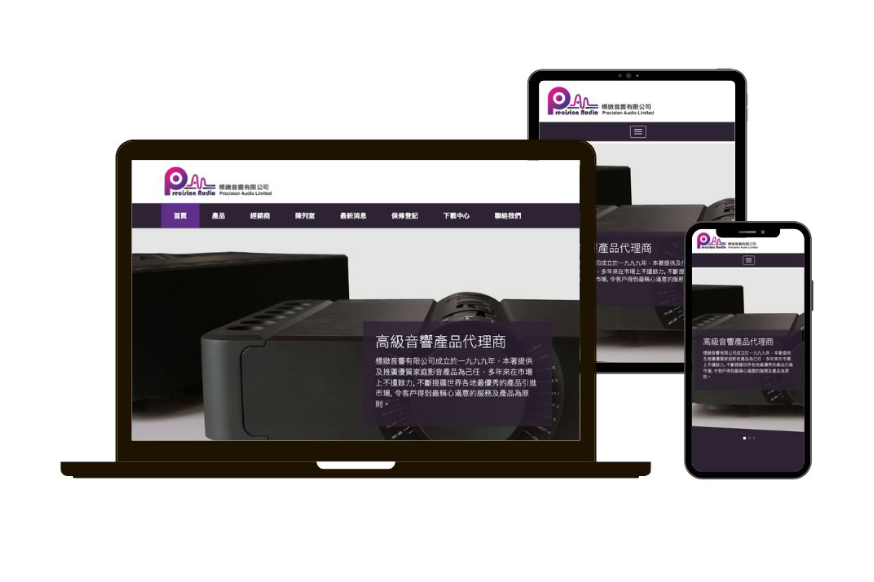 Precision Audio
標緻音響有限公司
Precision Audio Limited
首頁 產品 經銷商 陳列室 最新消息 保修登記 下載中心 聯絡我們
高級音響產品代理商
標緻音響有限公司成立於一九九九年，本著提供
及推廣優質家庭影音產品為己任，多年來在市場
上不遺餘力, 不斷搜羅世界各地最優秀的產品引進
市場, 令客戶得到最稱心滿意的服務及產品為原
則。
Precision Audio
標緻音響有限公司
Precision Audio Limited
產品代理商
司成立於一九九九年，本著提供及
，多年來在市場上不遺餘力, 不斷搜
市場, 令客戶得到最稱心滿意的服務
Precision Audio
標緻音響有限公司
Precision Audio Limited
高級音響產品代理商
標緻音響有限公司成立於一九九九年，本著提供
及推廣優質家庭影音產品為己任，多年來在市場
上不遺餘力, 不斷搜羅世界各地最優秀的產品引進
市場, 令客戶得到最稱心滿意的服務及產品為原
則。